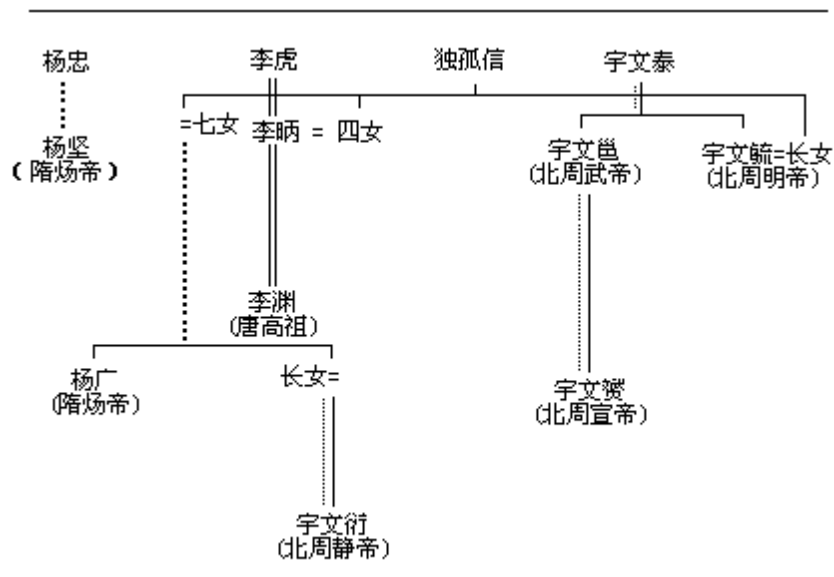 杨忠 李虎 独孤信 宇文泰
=七女 李昞 = 四女
杨坚 宇文邕 宇文毓=长女
(隋炀帝) (北周武帝) (北周明帝)
李渊
(唐高祖)
杨广 长女= 宇文赟
(隋炀帝) (北周宣帝)
宇文衍
(北周静帝)